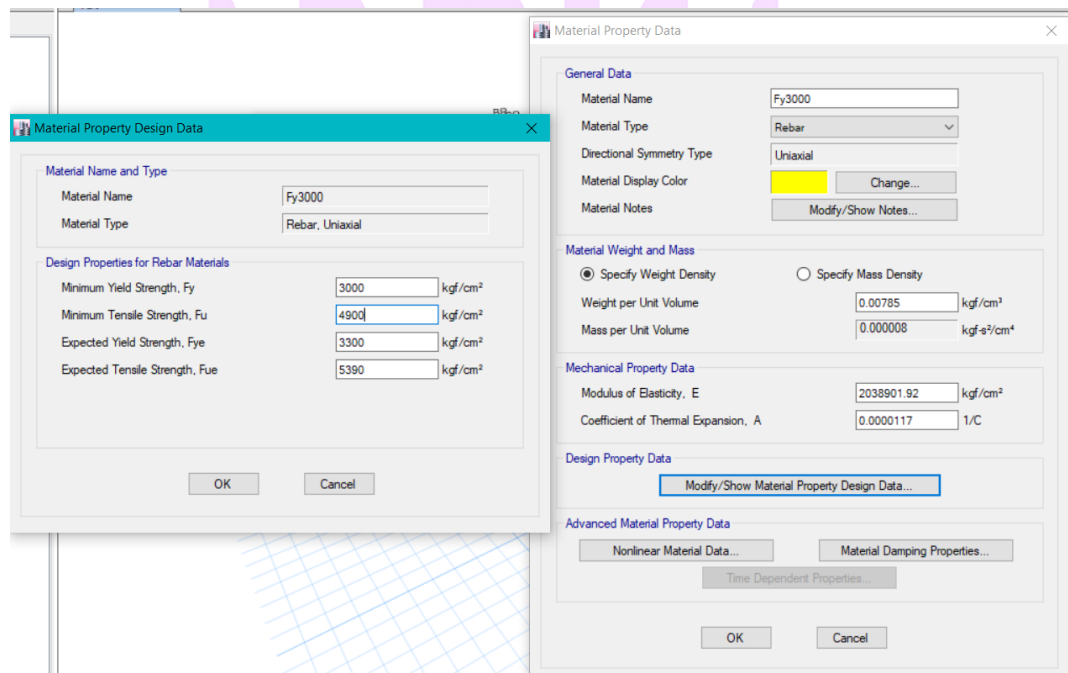 Material Property Design Data
Material Name and Type
Material Name Fy3000
Material Type Rebar, Uniaxial
Design Properties for Rebar Materials
Minimum Yield Strength, Fy 3000 kgf/cm²
Minimum Tensile Strength, Fu 4900 kgf/cm²
Expected Yield Strength, Fye 3300 kgf/cm²
Expected Tensile Strength, Fue 5390 kgf/cm²
OK Cancel
Material Property Data
General Data
Material Name Fy3000
Material Type Rebar
Directional Symmetry Type Uniaxial
Material Display Color Change...
Material Notes Modify/Show Notes...
Material Weight and Mass
Specify Weight Density Specify Mass Density
Weight per Unit Volume 0.00785 kgf/cm³
Mass per Unit Volume 0.000008 kgf-s²/cm⁴
Mechanical Property Data
Modulus of Elasticity, E 2038901.92 kgf/cm²
Coefficient of Thermal Expansion, A 0.0000117 1/C
Design Property Data
Modify/Show Material Property Design Data...
Advanced Material Property Data
Nonlinear Material Data... Material Damping Properties...
Time Dependent Properties...
OK Cancel